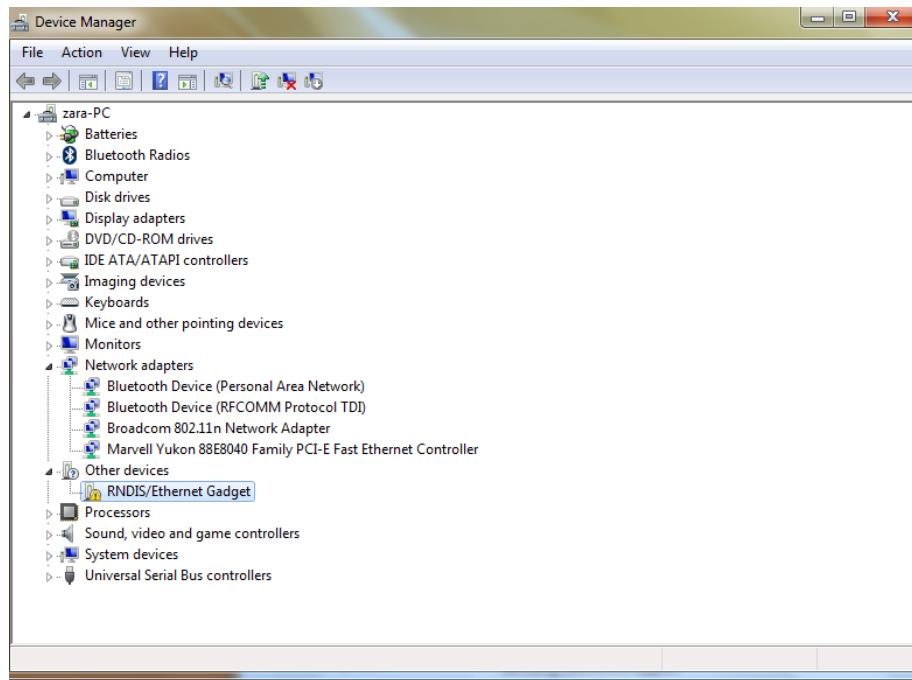 Device Manager
File Action View Help
zara-PC
Batteries
Bluetooth Radios
Computer
Disk drives
Display adapters
DVD/CD-ROM drives
IDE ATA/ATAPI controllers
Imaging devices
Keyboards
Mice and other pointing devices
Monitors
Network adapters
Bluetooth Device (Personal Area Network)
Bluetooth Device (RFCOMM Protocol TDI)
Broadcom 802.11n Network Adapter
Marvell Yukon 88E8040 Family PCI-E Fast Ethernet Controller
Other devices
RNDIS/Ethernet Gadget
Processors
Sound, video and game controllers
System devices
Universal Serial Bus controllers